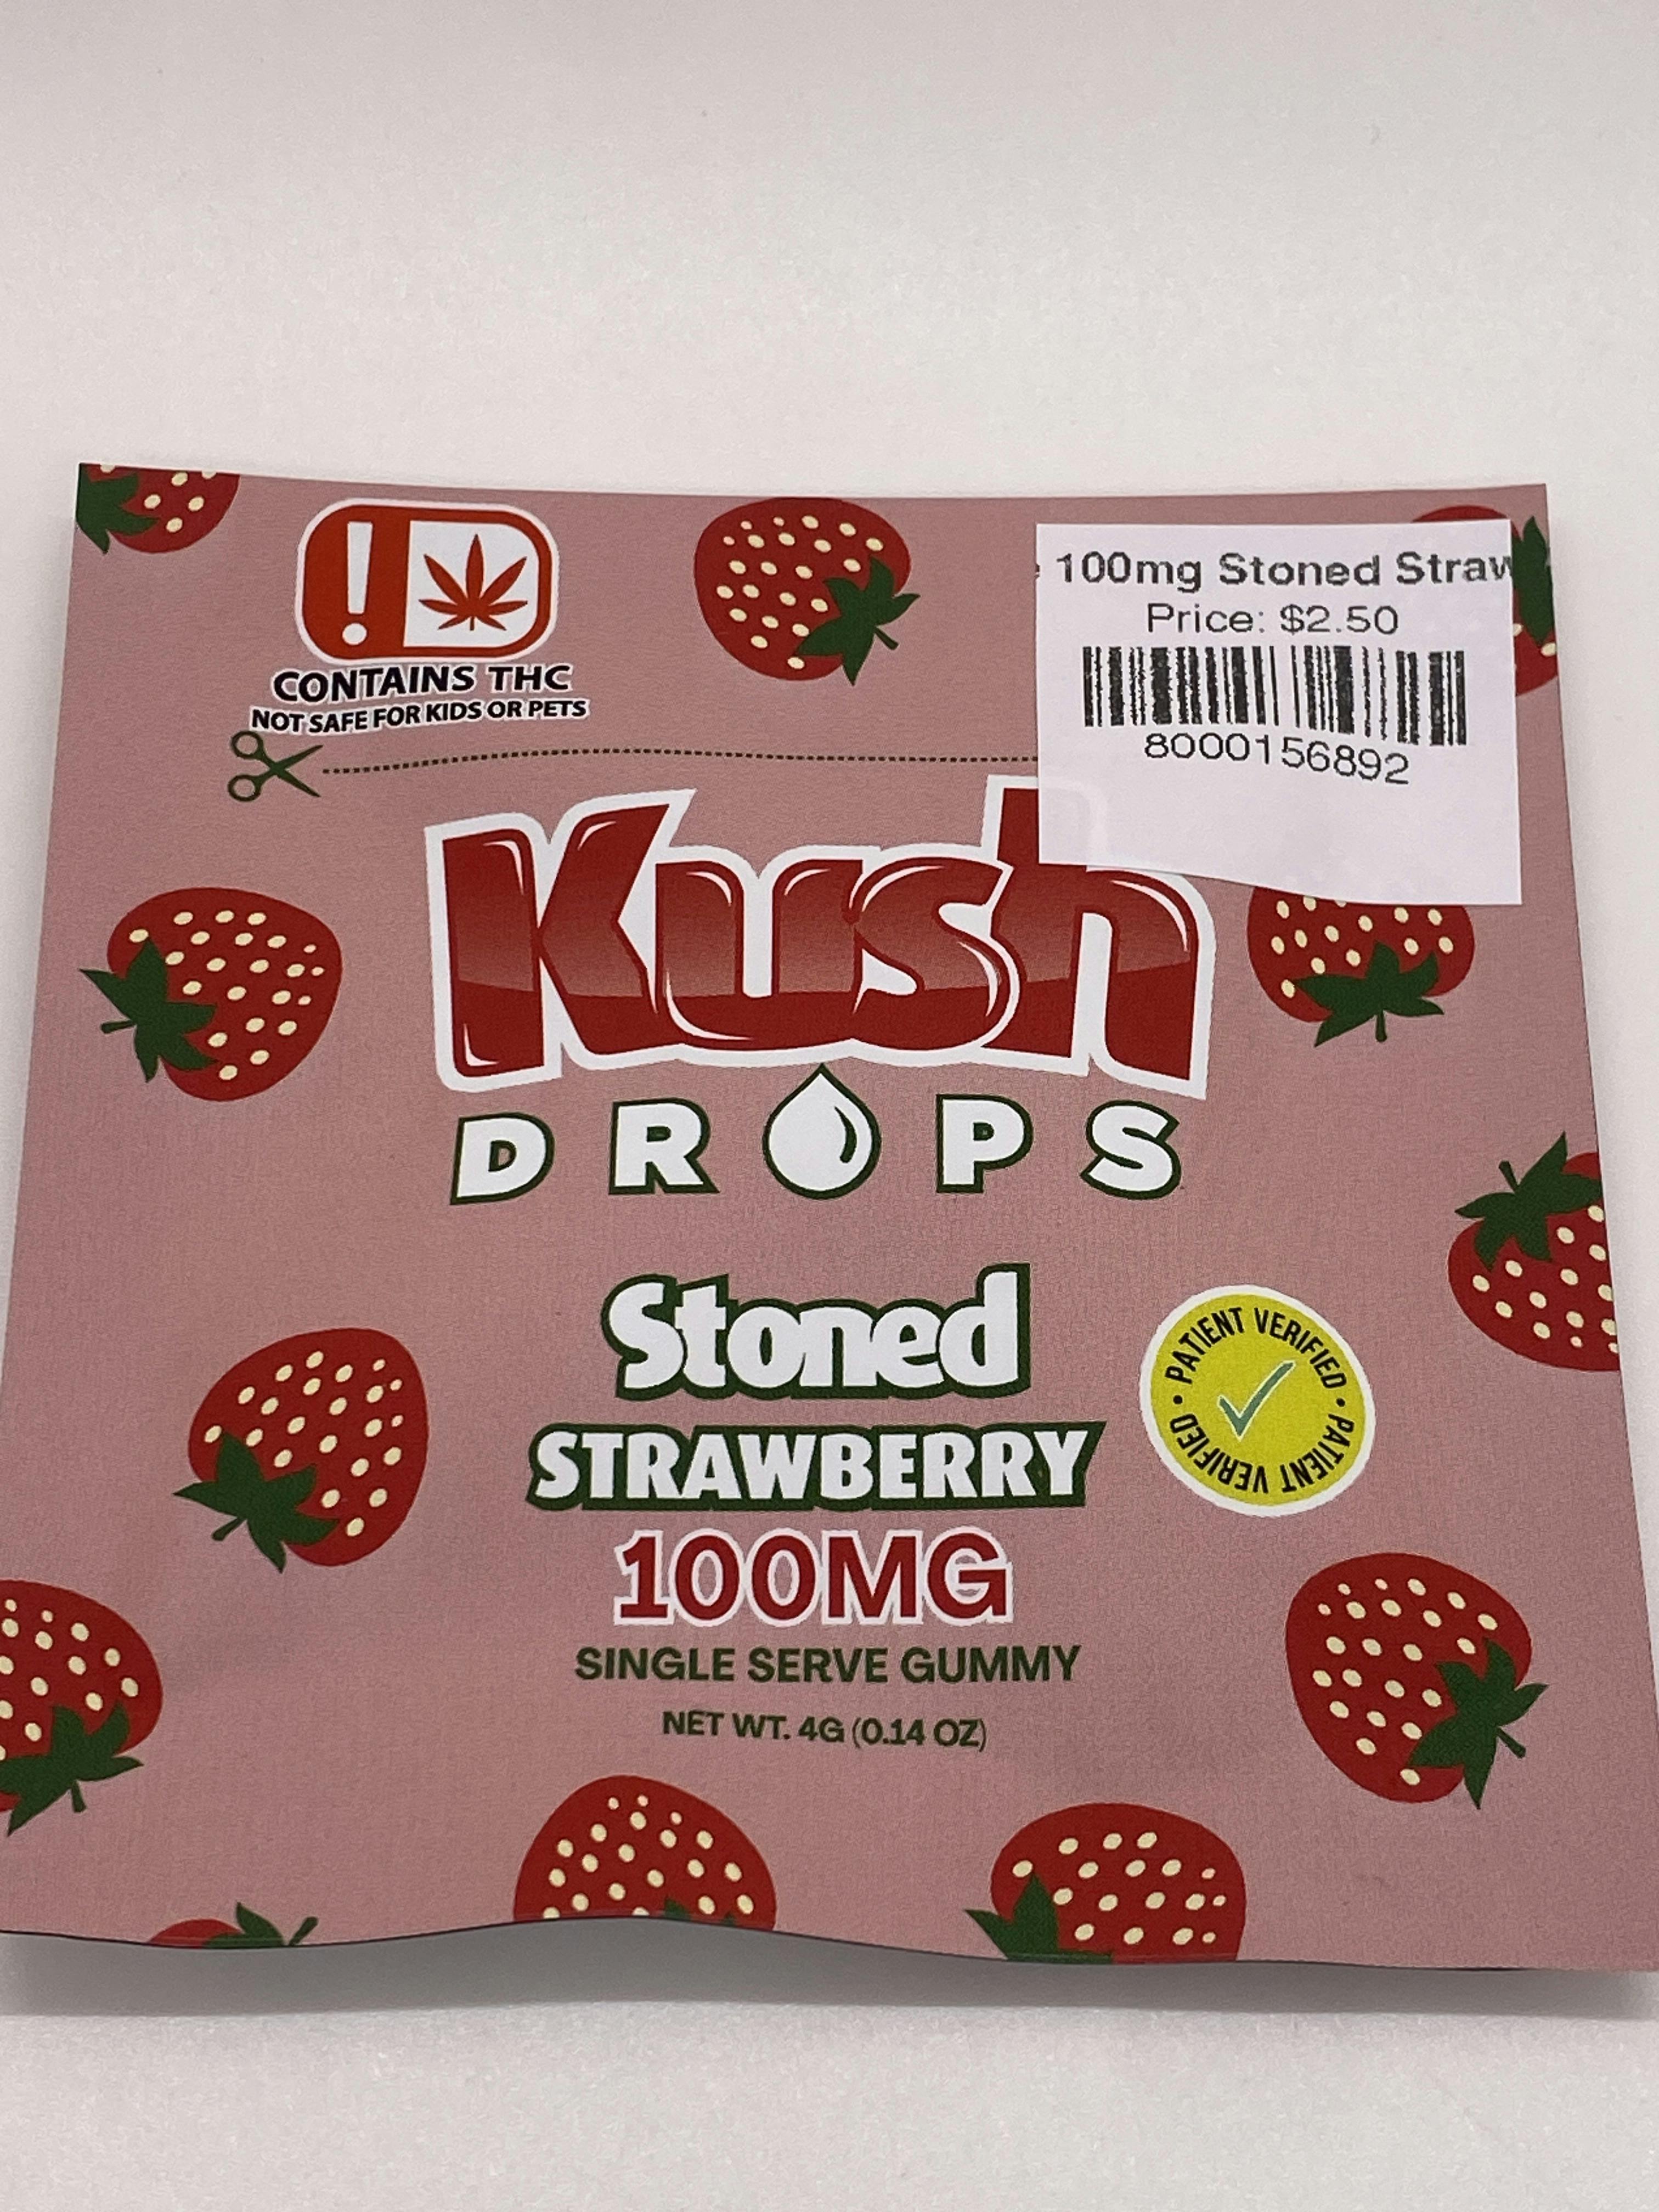 !
CONTAINS THC
NOT SAFE FOR KIDS OR PETS
100mg Stoned Straw
Price: $2.50
8000156892
Kush
DROPS
Stoned
STRAWBERRY
100MG
SINGLE SERVE GUMMY
NET WT. 4G (0.14 OZ)
• PATIENT VERIFIED • PATIENT VERIFIED